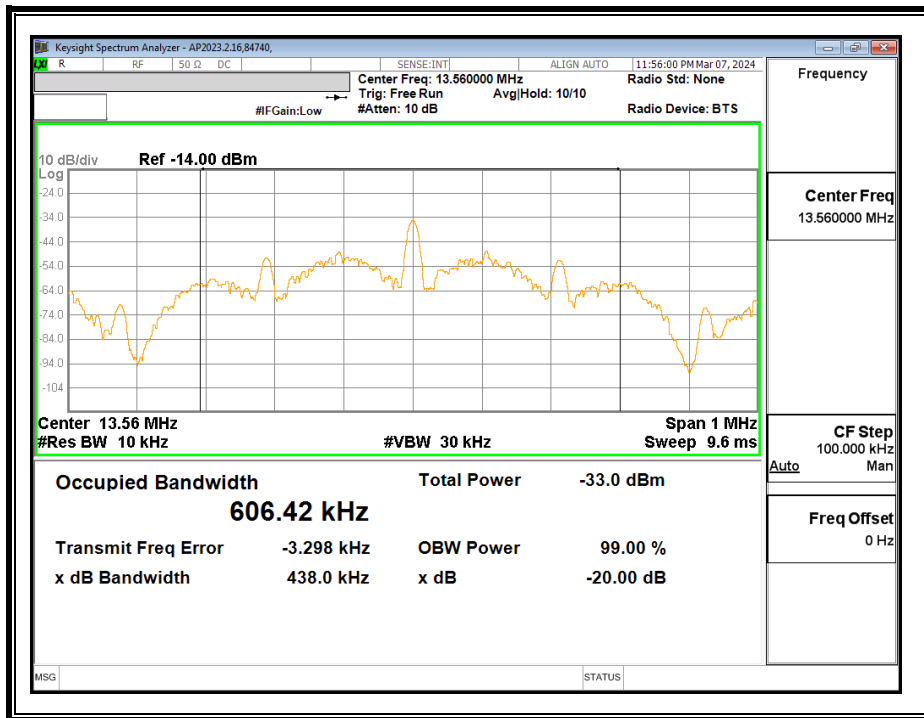 Keysight Spectrum Analyzer - AP2023.2.16,84740,
LXI R RF 50 Ω DC SENSE:INT ALIGN AUTO 11:56:00 PM Mar 07, 2024
Center Freq: 13.560000 MHz Radio Std: None
Trig: Free Run Avg|Hold: 10/10
#IFGain:Low #Atten: 10 dB Radio Device: BTS
Frequency
10 dB/div Ref -14.00 dBm
Log
-24.0
-34.0
-44.0
-54.0
-64.0
-74.0
-84.0
-94.0
-104
Center 13.56 MHz Span 1 MHz
#Res BW 10 kHz #VBW 30 kHz Sweep 9.6 ms
Center Freq
13.560000 MHz
CF Step
100.000 kHz
Auto Man
Freq Offset
0 Hz
Occupied Bandwidth Total Power -33.0 dBm
606.42 kHz
Transmit Freq Error -3.298 kHz OBW Power 99.00 %
x dB Bandwidth 438.0 kHz x dB -20.00 dB
MSG STATUS